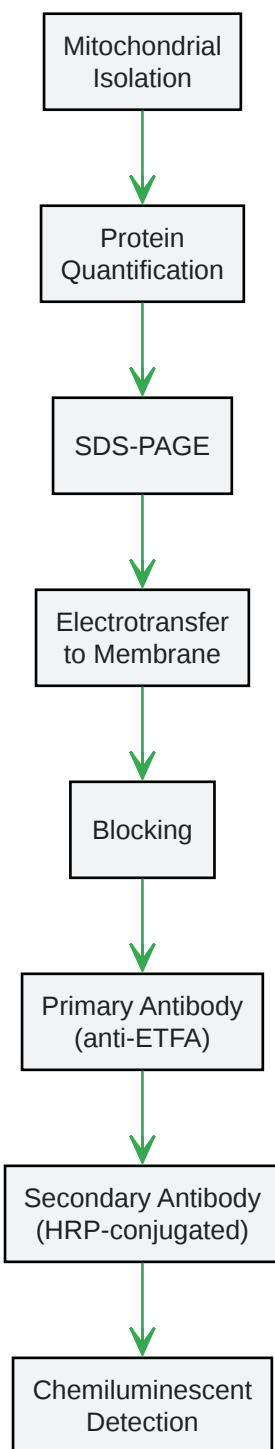 Mitochondrial
Isolation
Protein
Quantification
SDS-PAGE
Electrotransfer
to Membrane
Blocking
Primary Antibody
(anti-ETFA)
Secondary Antibody
(HRP-conjugated)
Chemiluminescent
Detection